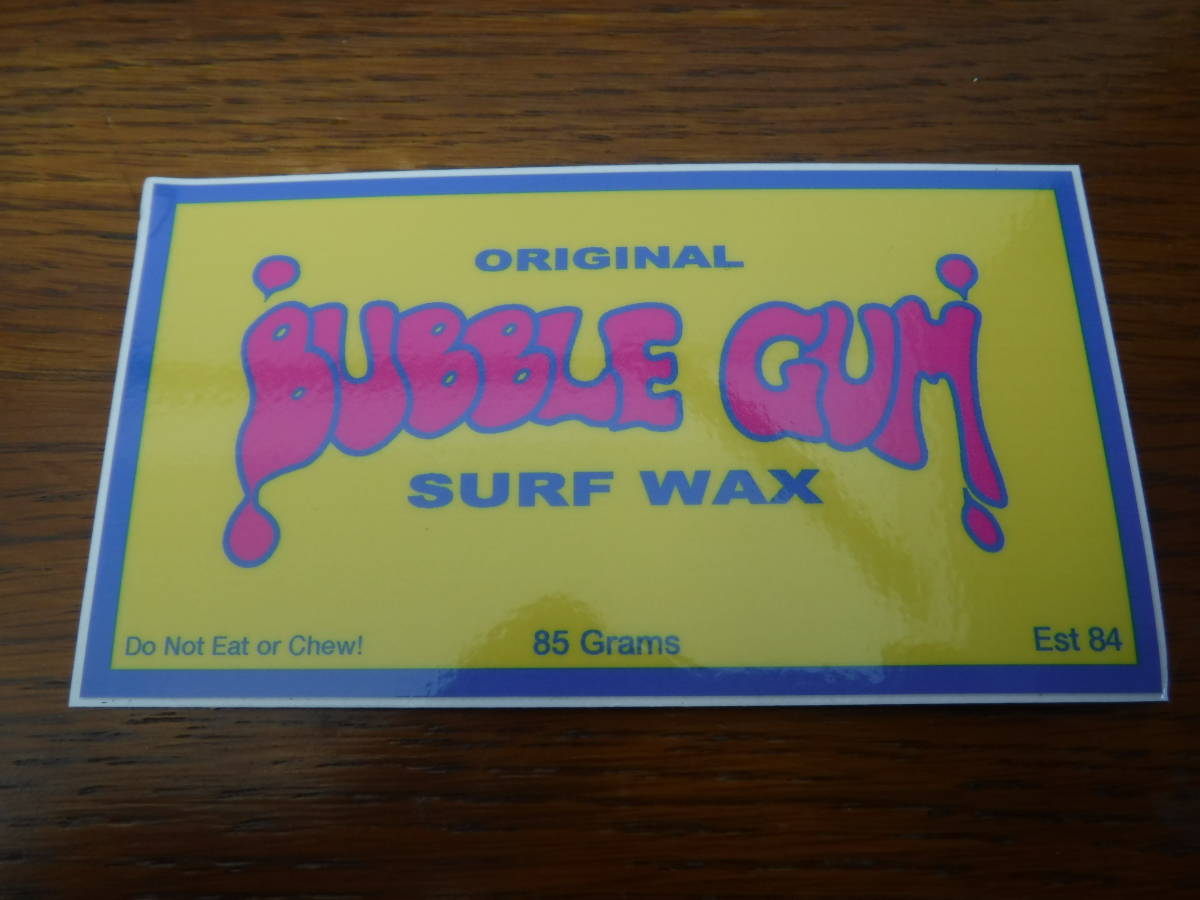 ORIGINAL
BUBBLE GUM
SURF WAX
Do Not Eat or Chew!
85 Grams
Est 84